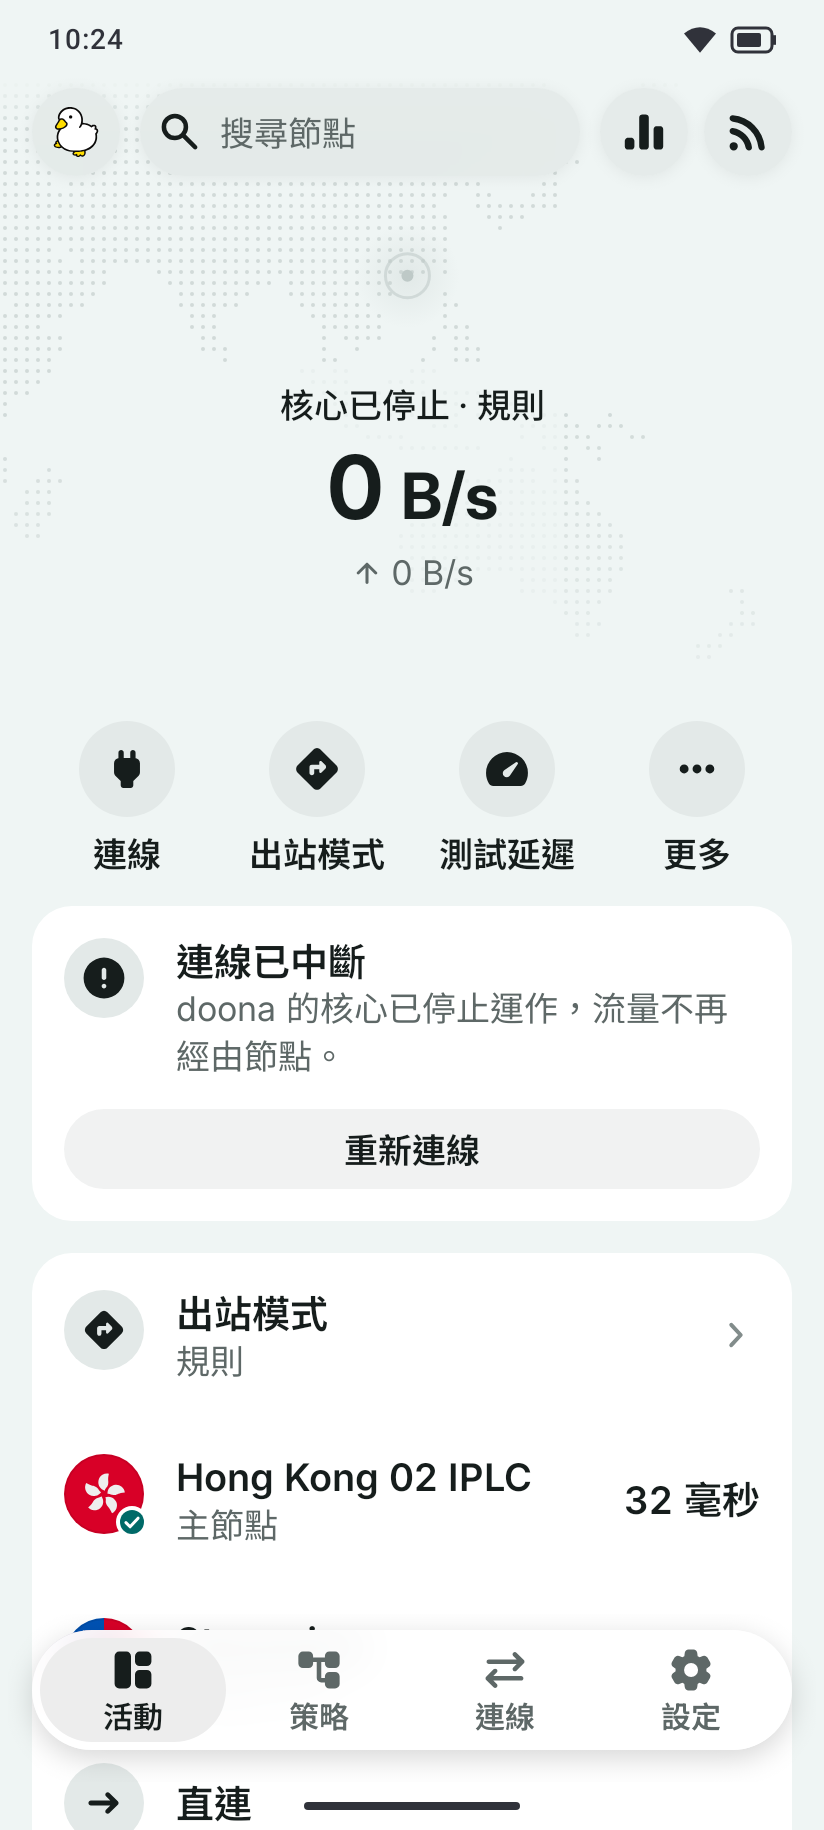 10:24
搜尋節點
核心已停止 · 規則
0 B/s
↑ 0 B/s
連線
出站模式
測試延遲
更多
連線已中斷
doona 的核心已停止運作，流量不再
經由節點。
重新連線
出站模式
規則
Hong Kong 02 IPLC
主節點
32 毫秒
活動
策略
連線
設定
直連